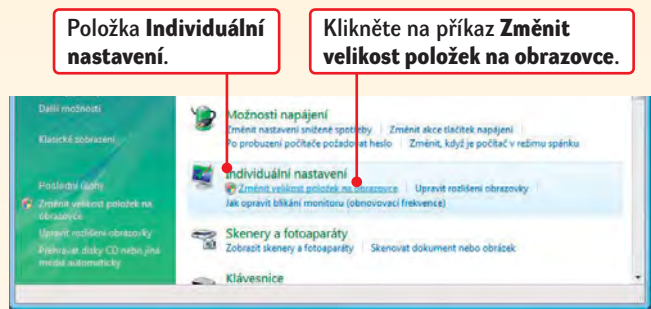 Položka Individuální
nastavení.
Klikněte na příkaz Změnit
velikost položek na obrazovce.
Další možnosti
Klasické zobrazení
Poslední úlohy
Změnit velikost položek na
obrazovce
Upravit rozlišení obrazovky
Přehrávat disky CD nebo jiná
média automaticky
Možnosti napájení
Změnit nastavení snížené spotřeby Změnit akce tlačítek napájení
Po probuzení počítače požadovat heslo Změnit, když je počítač v režimu spánku
Individuální nastavení
Změnit velikost položek na obrazovce Upravit rozlišení obrazovky
Jak opravit blikání monitoru (obnovovací frekvence)
Skenery a fotoaparáty
Zobrazit skenery a fotoaparáty Skenovat dokument nebo obrázek
Klávesnice